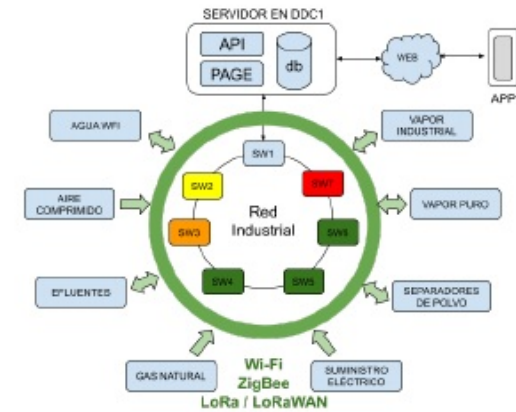 SERVIDOR EN DDC1
API
PAGE
db
WEB
APP
AGUA WFI
VAPOR
INDUSTRIAL
SW1
SW2
SW7
AIRE
COMPRIMIDO
Red
Industrial
VAPOR PURO
SW3
SW6
EFLUENTES
SW4
SW5
SEPARADORES
DE POLVO
GAS NATURAL
Wi-Fi
ZigBee
LoRa / LoRaWAN
SUMINISTRO
ELÉCTRICO